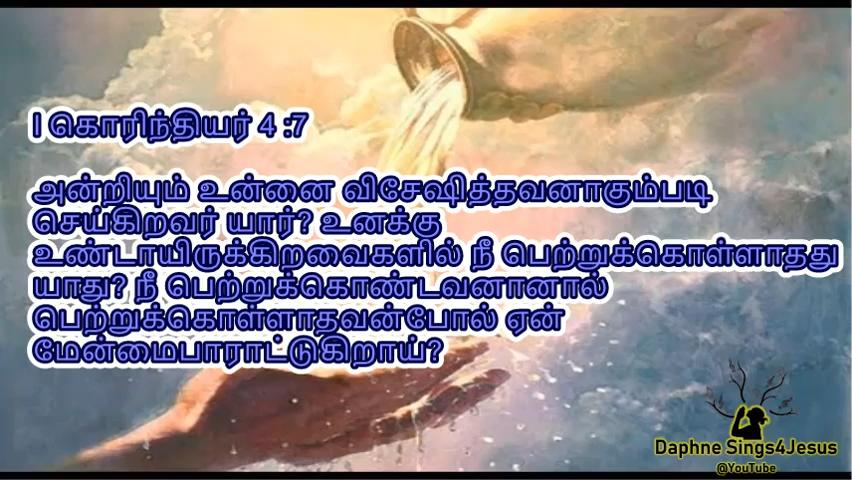 I கொரிந்தியர் 4 :7
அன்றியும் உன்னை விசேஷித்தவனாகும்படி
செய்கிறவர் யார்? உனக்கு
உண்டாயிருக்கிறவைகளில் நீ பெற்றுக்கொள்ளாதது
யாது? நீ பெற்றுக்கொண்டவனானால்
பெற்றுக்கொள்ளாதவன்போல் ஏன்
மேன்மைபாராட்டுகிறாய்?
Daphne Sings4Jesus
@YouTube